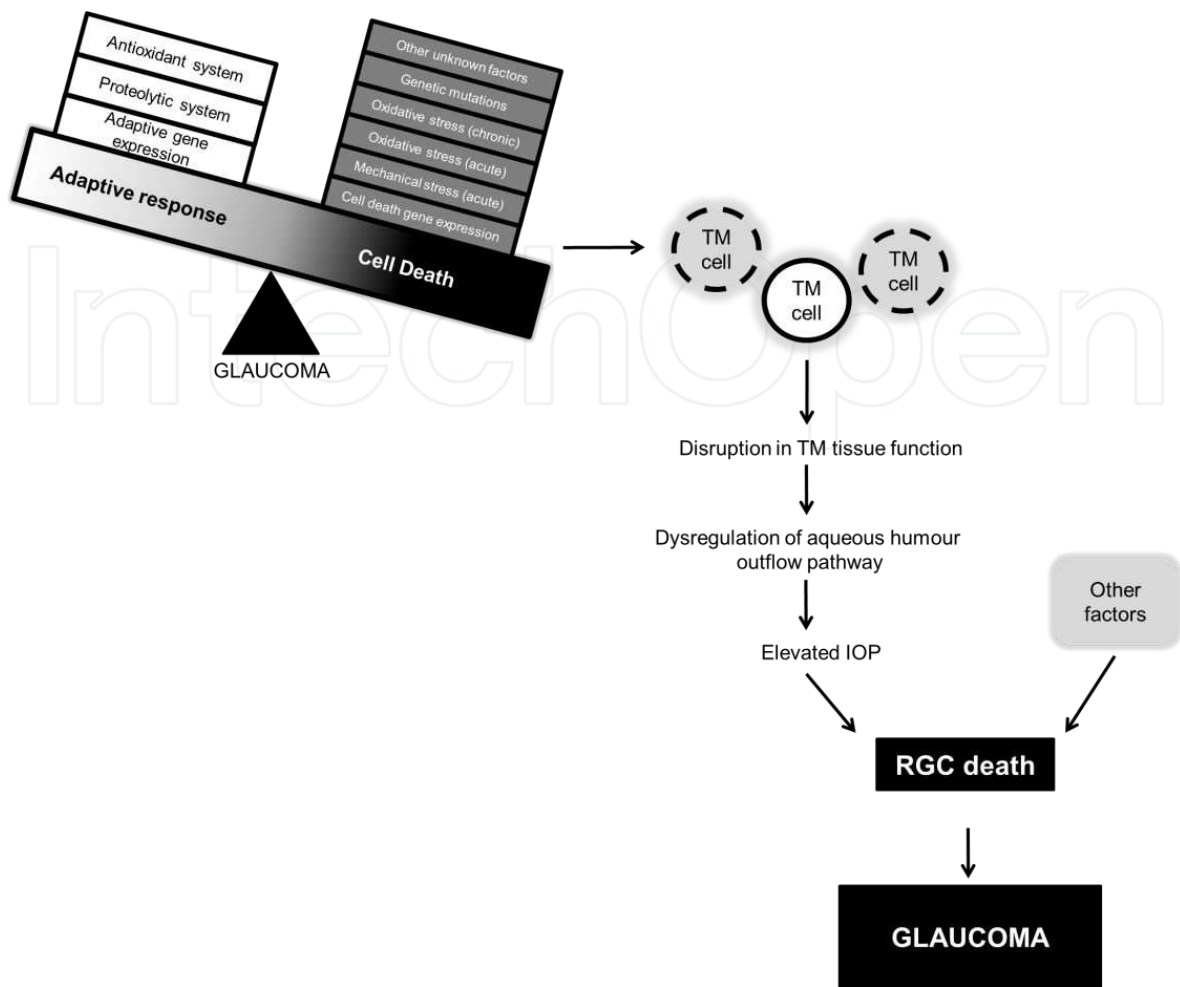 Antioxidant system
Proteolytic system
Adaptive gene
expression
Adaptive response
Other unknown factors
Genetic mutations
Oxidative stress (chronic)
Oxidative stress (acute)
Mechanical stress (acute)
Cell death gene expression
Cell Death
GLAUCOMA
TM
cell
TM
cell
TM
cell
IntechOpen
Disruption in TM tissue function
Dysregulation of aqueous humour
outflow pathway
Elevated IOP
Other
factors
RGC death
GLAUCOMA